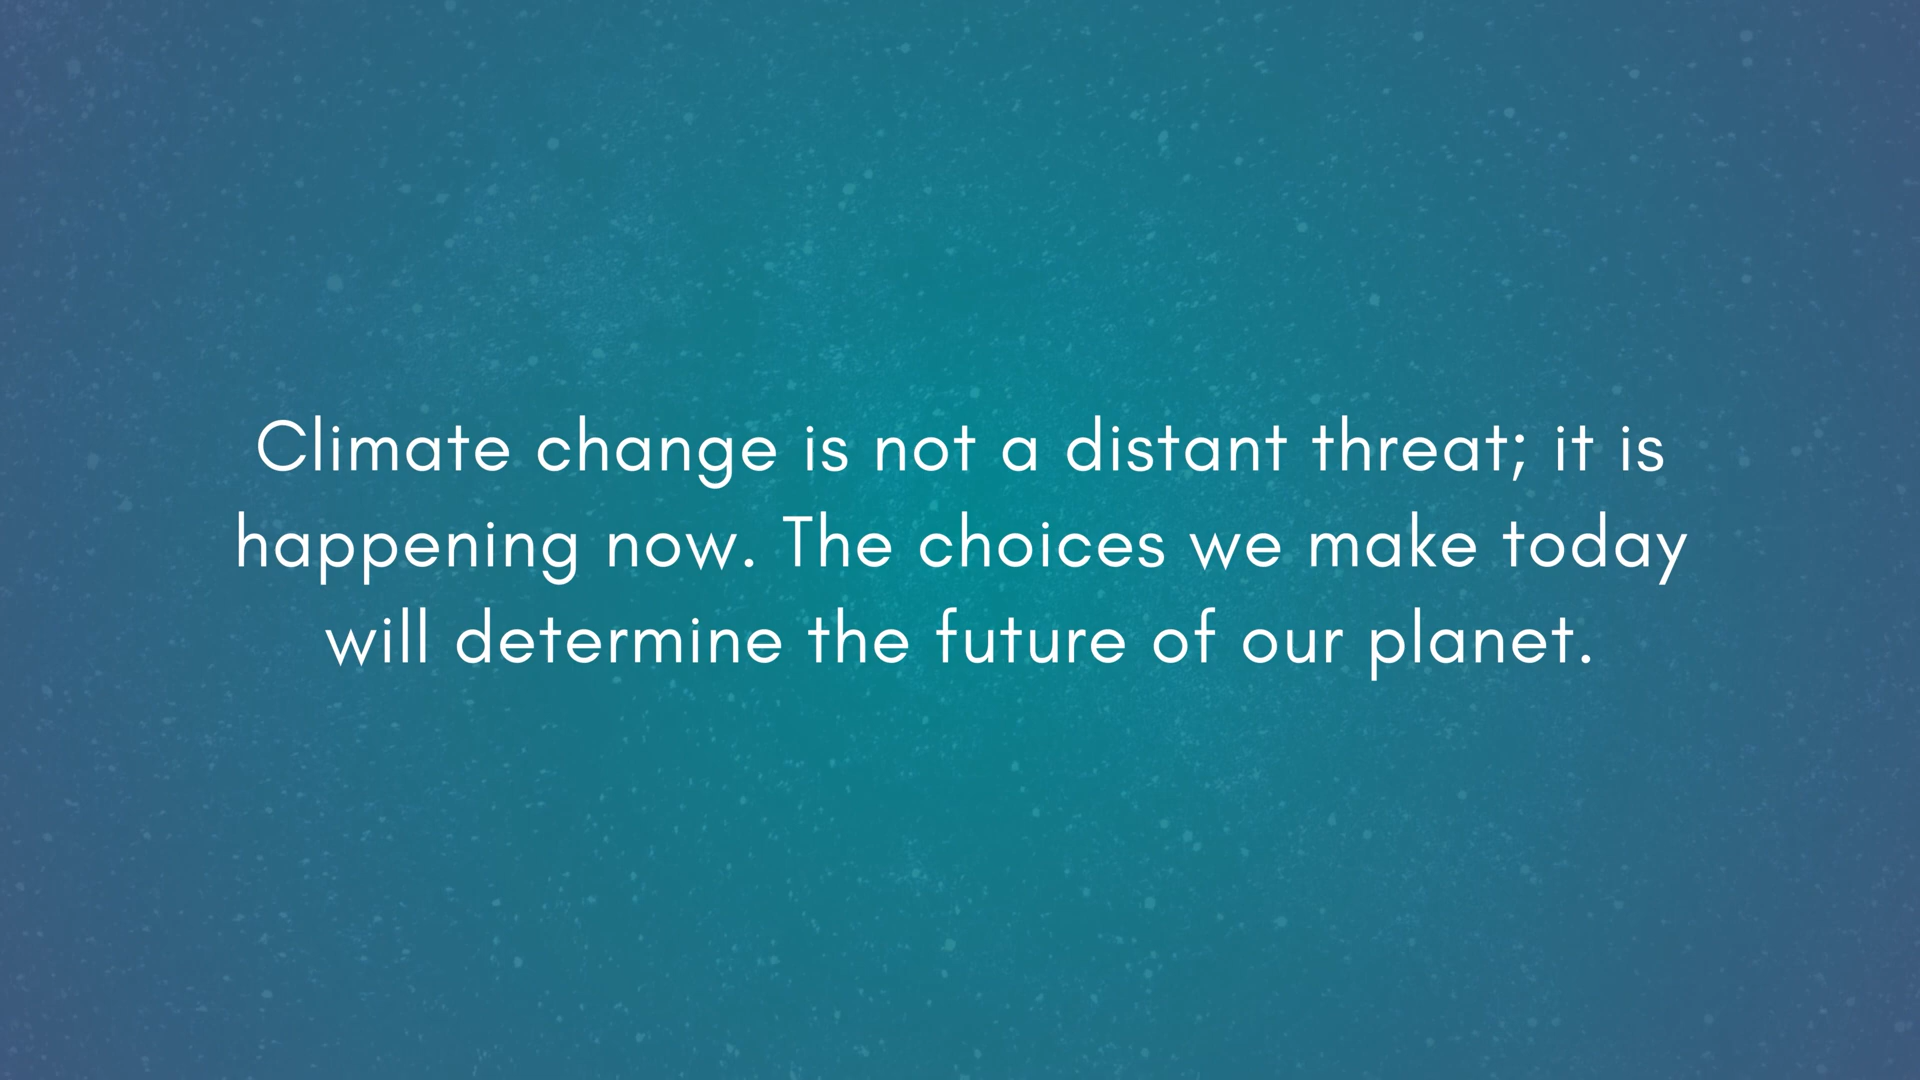 Climate change is not a distant threat; it is
happening now. The choices we make today
will determine the future of our planet.